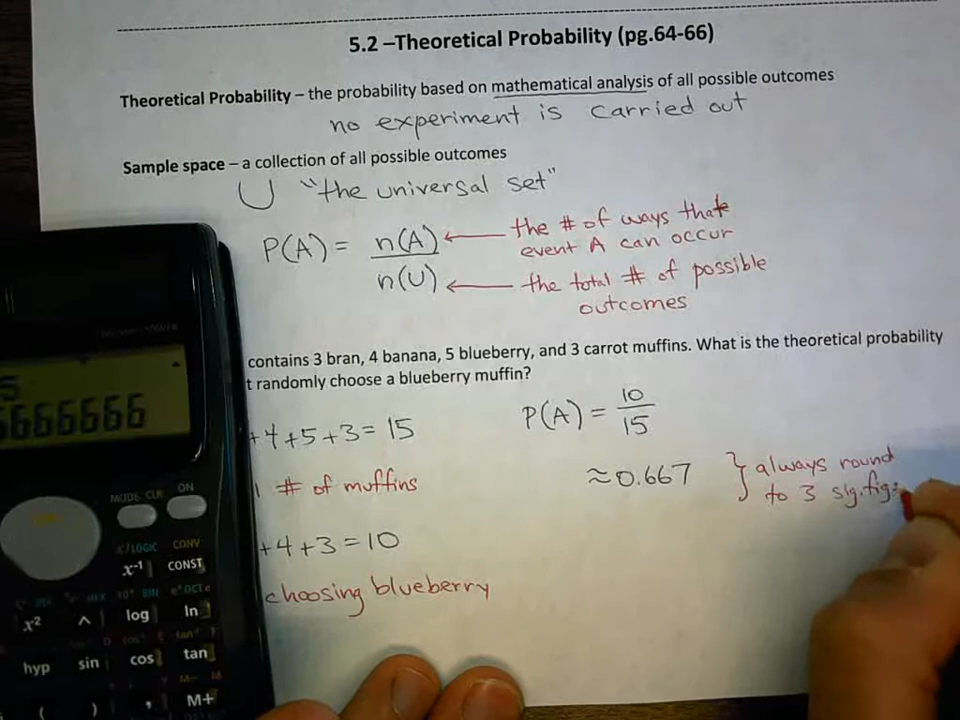 5.2 –Theoretical Probability (pg.64-66)
Theoretical Probability – the probability based on mathematical analysis of all possible outcomes
no experiment is carried out
Sample space – a collection of all possible outcomes
U "the universal set"
P(A) = n(A) / n(U)
the # of ways that
event A can occur
the total # of possible
outcomes
contains 3 bran, 4 banana, 5 blueberry, and 3 carrot muffins. What is the theoretical probability
t randomly choose a blueberry muffin?
+4+5+3=15
# of muffins
+4+3=10
choosing blueberry
P(A) = 10/15
≈0.667
} always round
to 3 sig.figs
5
666666
MODE CLR ON
x⁻¹ CONST
x/LOGIC CONV
x² ^ log ln
hyp sin cos tan
( ) , M+